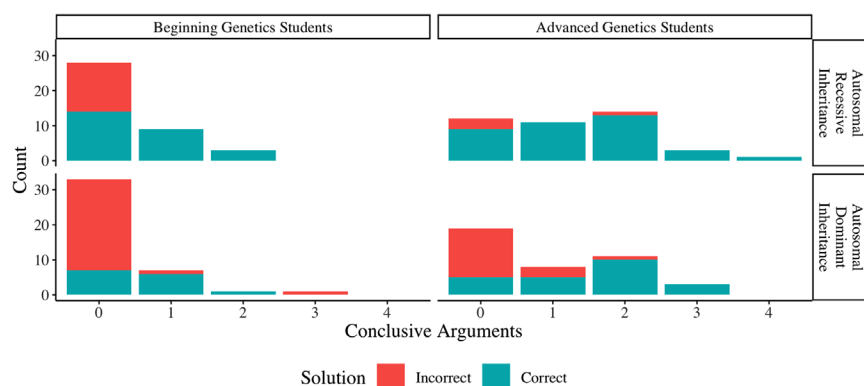 Beginning Genetics Students
Advanced Genetics Students
30
20
10
0
Autosomal
Recessive
Inheritance
30
20
10
0
Autosomal
Dominant
Inheritance
Count
0 1 2 3 4
0 1 2 3 4
Conclusive Arguments
Solution Incorrect Correct